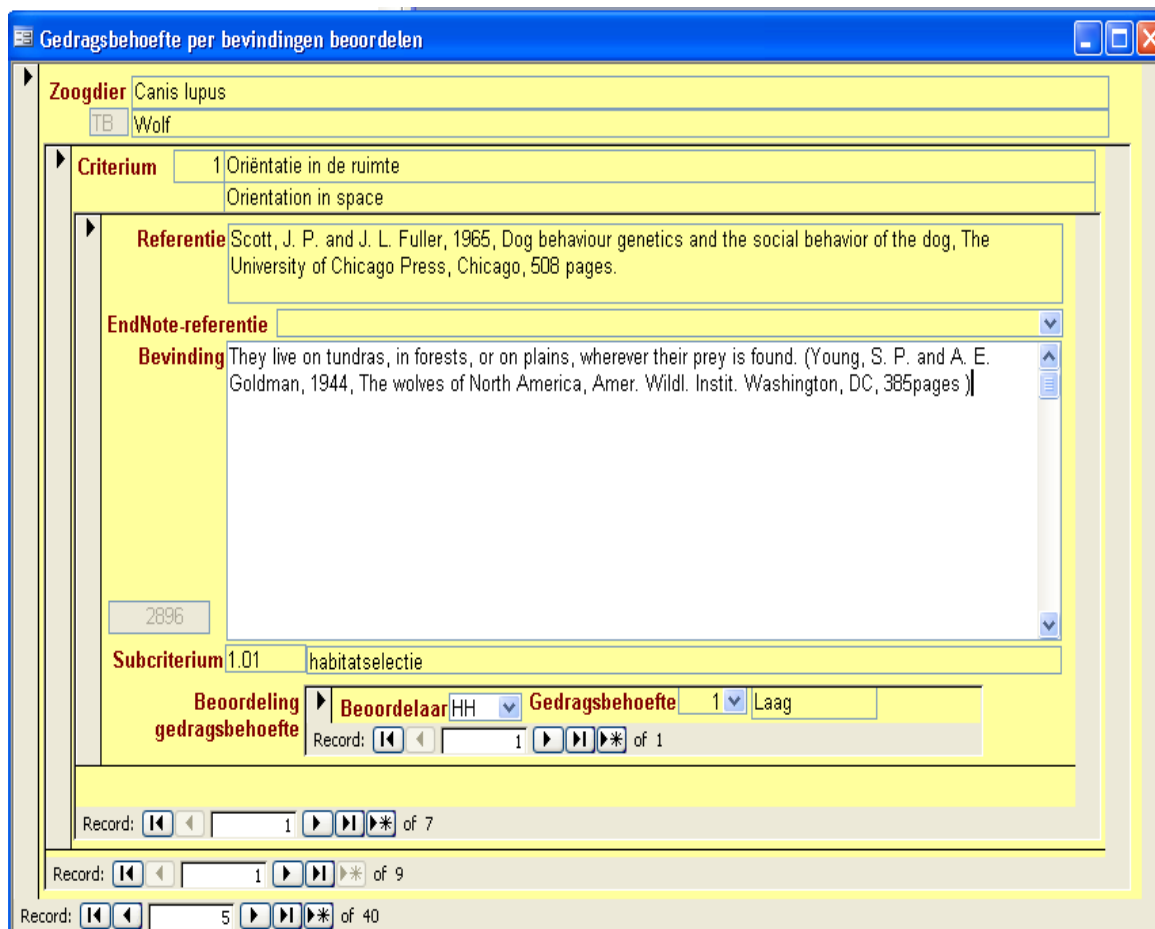 Gedragsbehoefte per bevindingen beoordelen
Zoogdier Canis lupus
TB Wolf
Criterium 1 Oriëntatie in de ruimte
Orientation in space
Referentie Scott, J. P. and J. L. Fuller, 1965, Dog behaviour genetics and the social behavior of the dog, The
University of Chicago Press, Chicago, 508 pages.
EndNote-referentie
Bevinding They live on tundras, in forests, or on plains, wherever their prey is found. (Young, S. P. and A. E.
Goldman, 1944, The wolves of North America, Amer. Wildl. Instit. Washington, DC, 385pages )
2896
Subcriterium 1.01 habitatselectie
Beoordeling
gedragsbehoefte
Beoordelaar HH Gedragsbehoefte 1 Laag
Record: 1 of 1
Record: 1 of 7
Record: 1 of 9
Record: 5 of 40